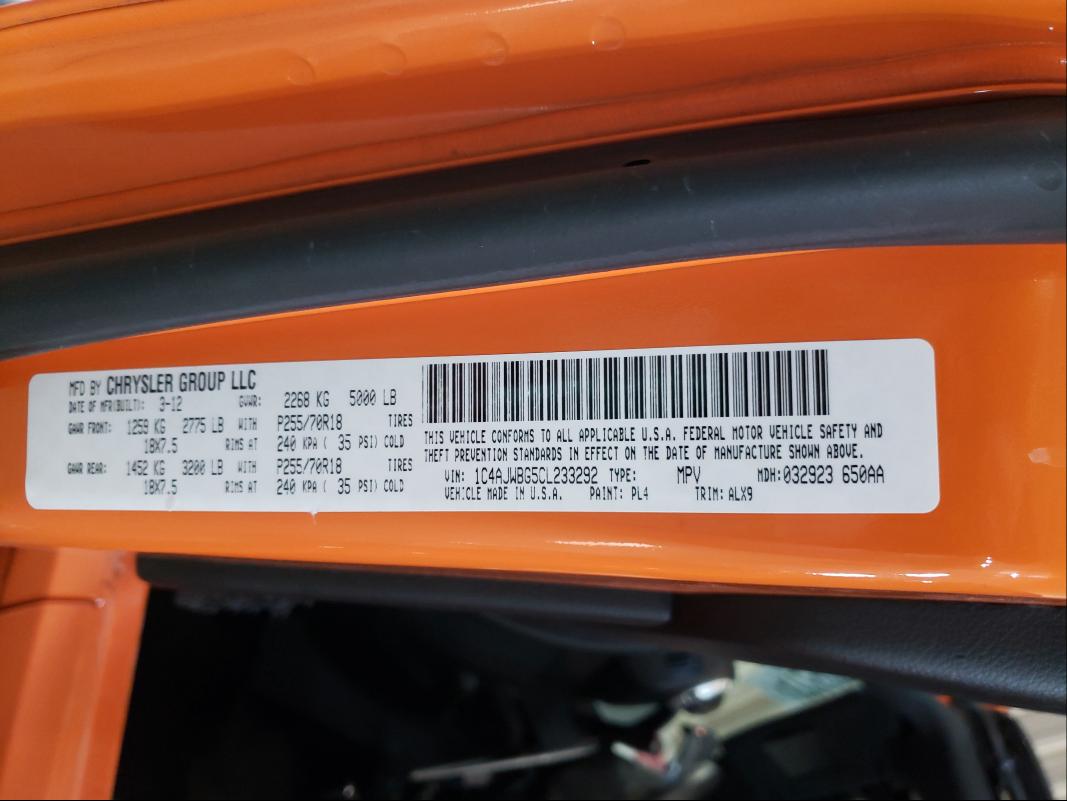 MFD BY CHRYSLER GROUP LLC
DATE OF MFR(BUILT): 3-12 GVWR: 2268 KG 5000 LB
GAWR FRONT: 1259 KG 2775 LB WITH P255/70R18 TIRES
18X7.5 RIMS AT 240 KPA ( 35 PSI) COLD
GAWR REAR: 1452 KG 3200 LB WITH P255/70R18 TIRES
18X7.5 RIMS AT 240 KPA ( 35 PSI) COLD
THIS VEHICLE CONFORMS TO ALL APPLICABLE U.S.A. FEDERAL MOTOR VEHICLE SAFETY AND
THEFT PREVENTION STANDARDS IN EFFECT ON THE DATE OF MANUFACTURE SHOWN ABOVE.
VIN: 1C4AJWBG5CL233292 TYPE: MPV MDH:032923 650AA
VEHICLE MADE IN U.S.A. PAINT: PL4 TRIM: ALX9